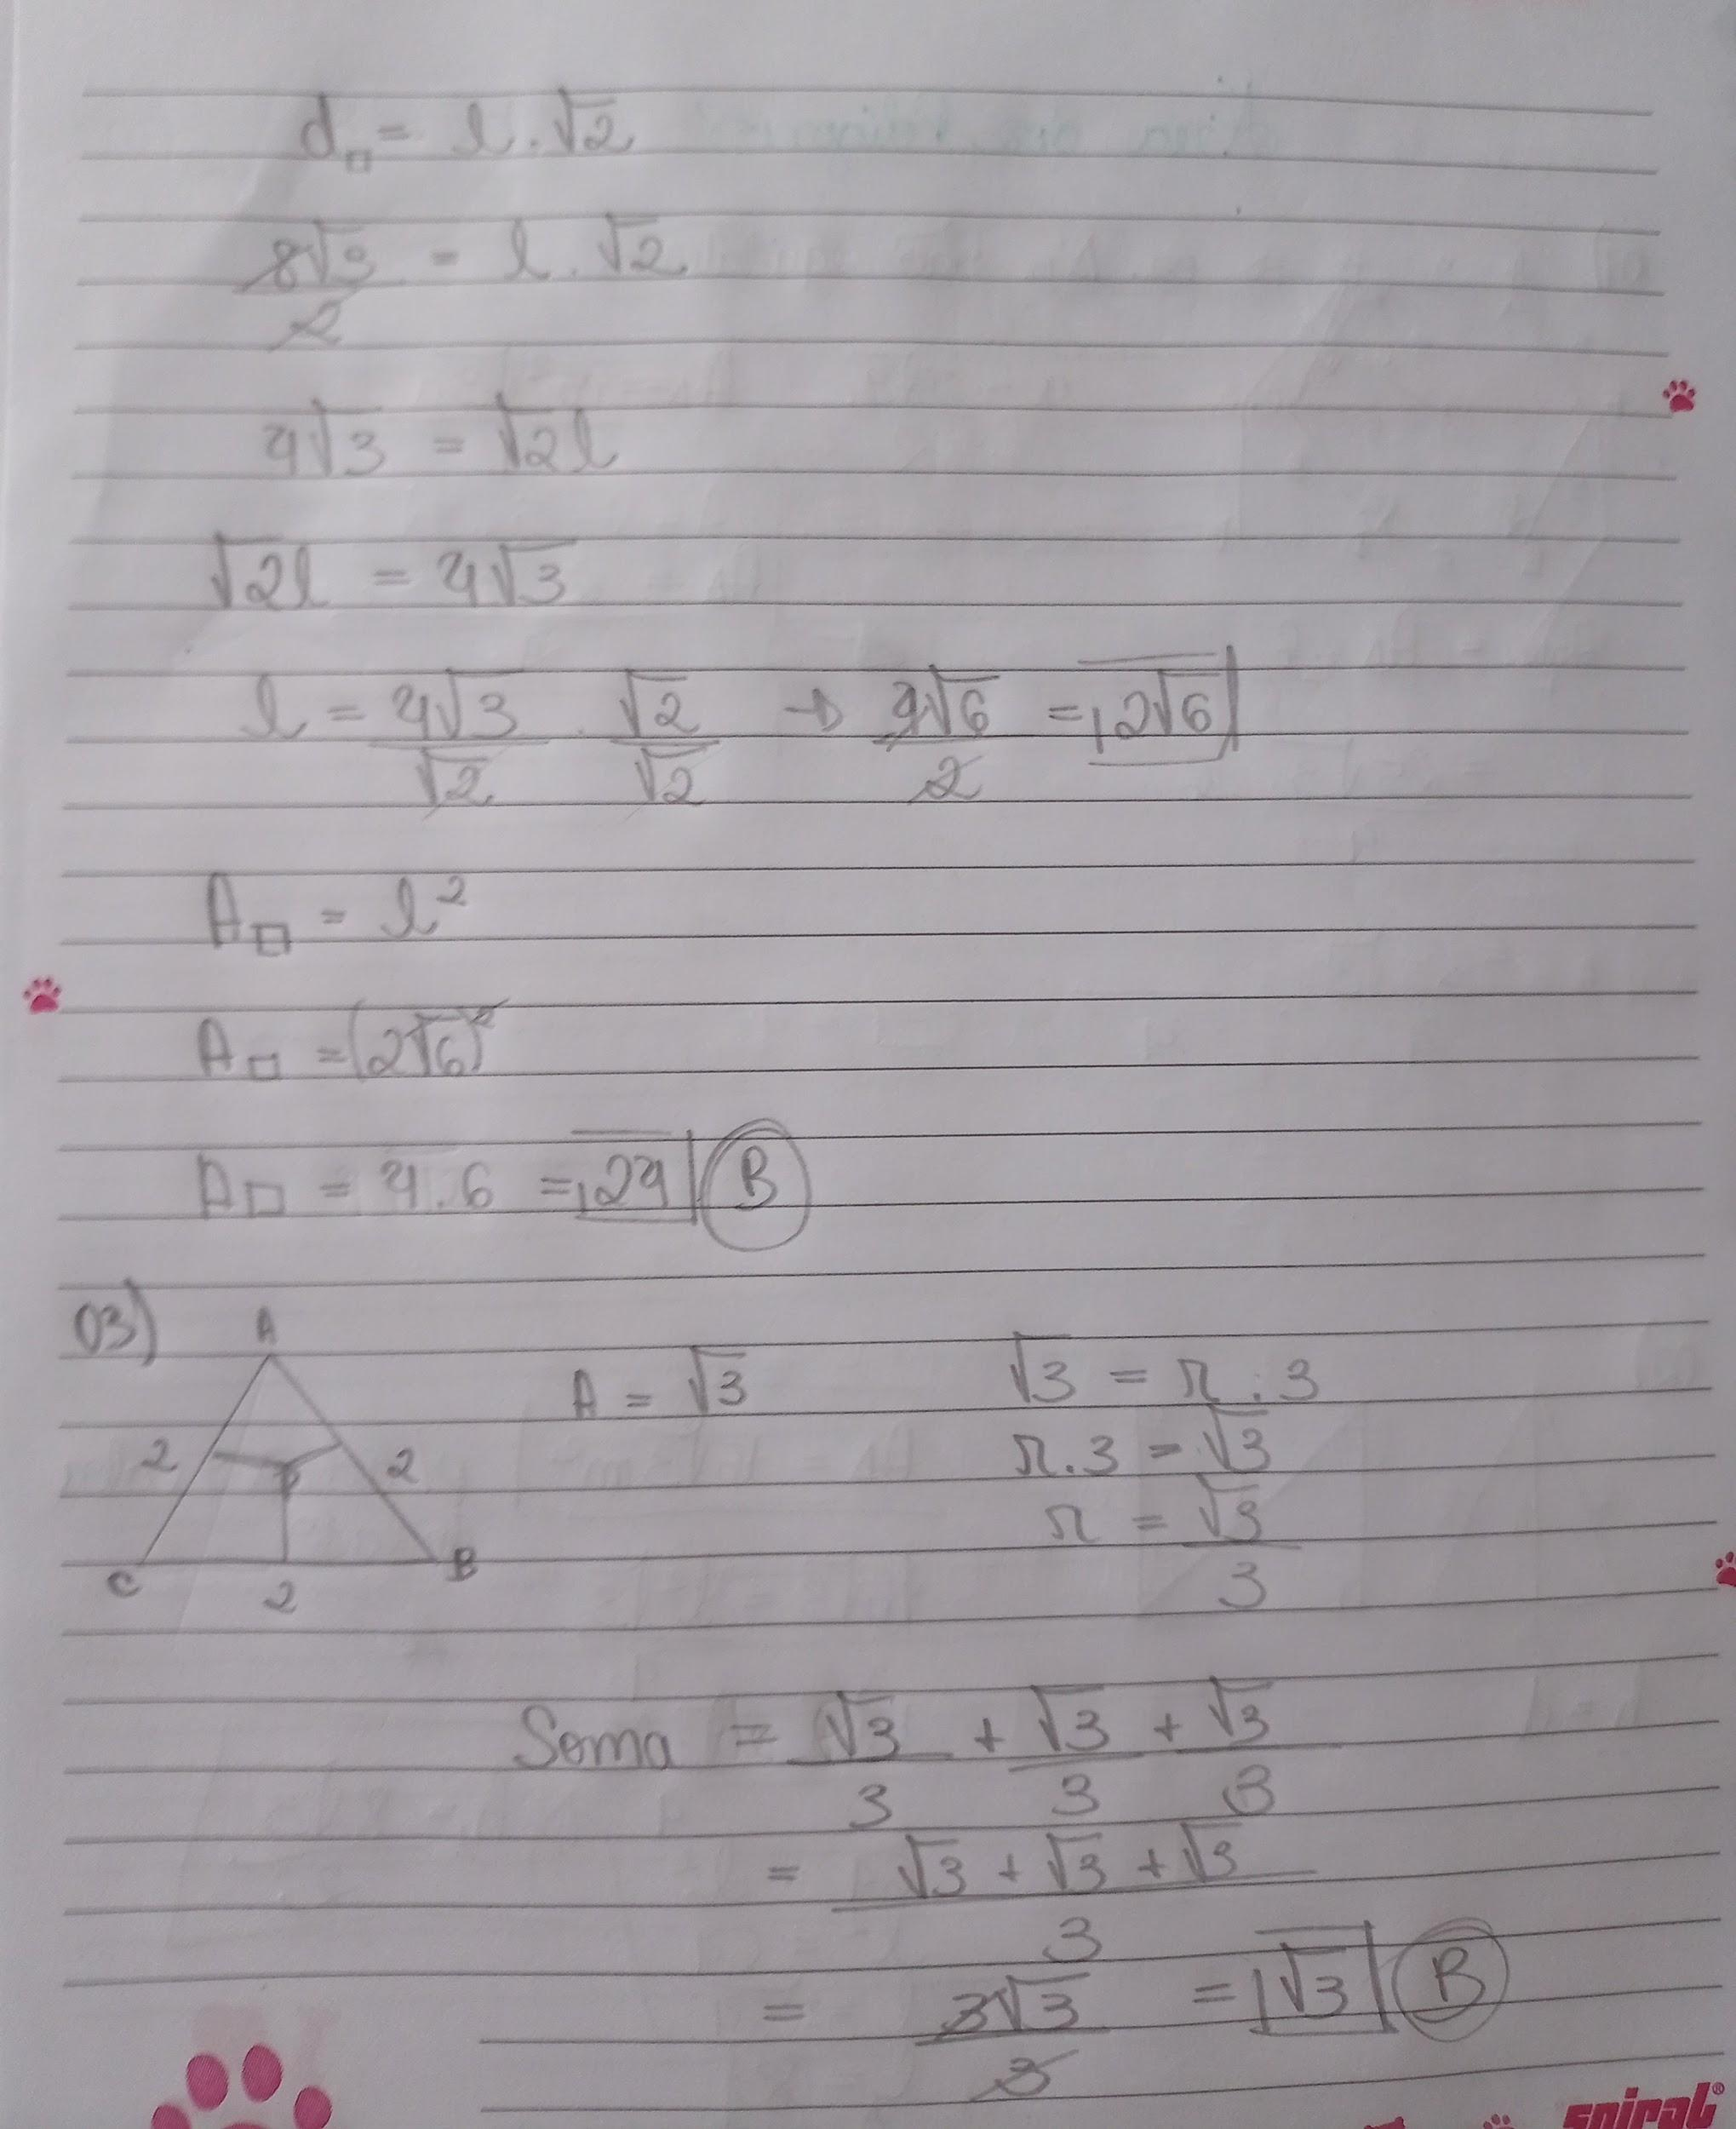 d□ = l . √2
8√3 = l . √2
2
4√3 = √2l
√2l = 4√3
l = 4√3 . √2 → 4√6 = 2√6
√2 √2 2
A□ = l²
A□ = (2√6)²
A□ = 4.6 = 24 B
03) A
A = √3 √3 = r . 3
2 2 r.3 = √3
P r = √3
C B 3
2
Soma = √3 + √3 + √3
3 3 3
= √3 + √3 + √3
3
= 3√3 = √3 B
3
spiral®